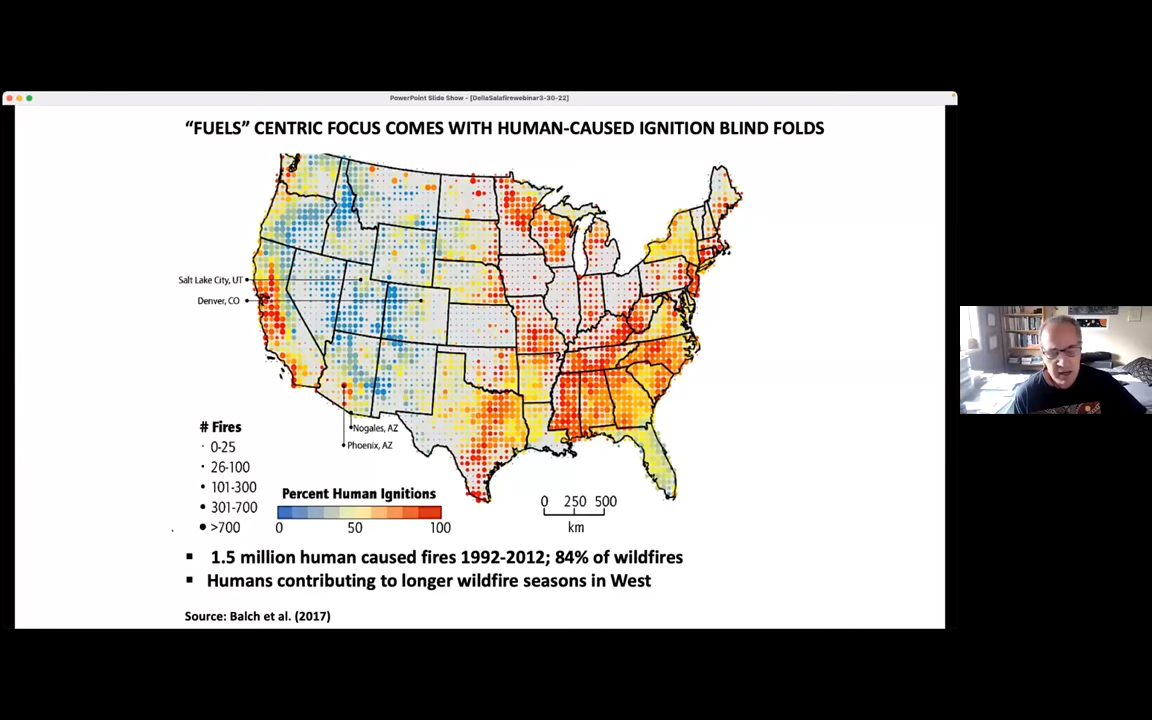 PowerPoint Slide Show - [DellaSalafirewebinar3-30-22]
“FUELS” CENTRIC FOCUS COMES WITH HUMAN-CAUSED IGNITION BLIND FOLDS
Salt Lake City, UT
Denver, CO
Nogales, AZ
Phoenix, AZ
# Fires
0-25
26-100
101-300
301-700
>700
Percent Human Ignitions
0 50 100
0 250 500
km
▪ 1.5 million human caused fires 1992-2012; 84% of wildfires
▪ Humans contributing to longer wildfire seasons in West
Source: Balch et al. (2017)